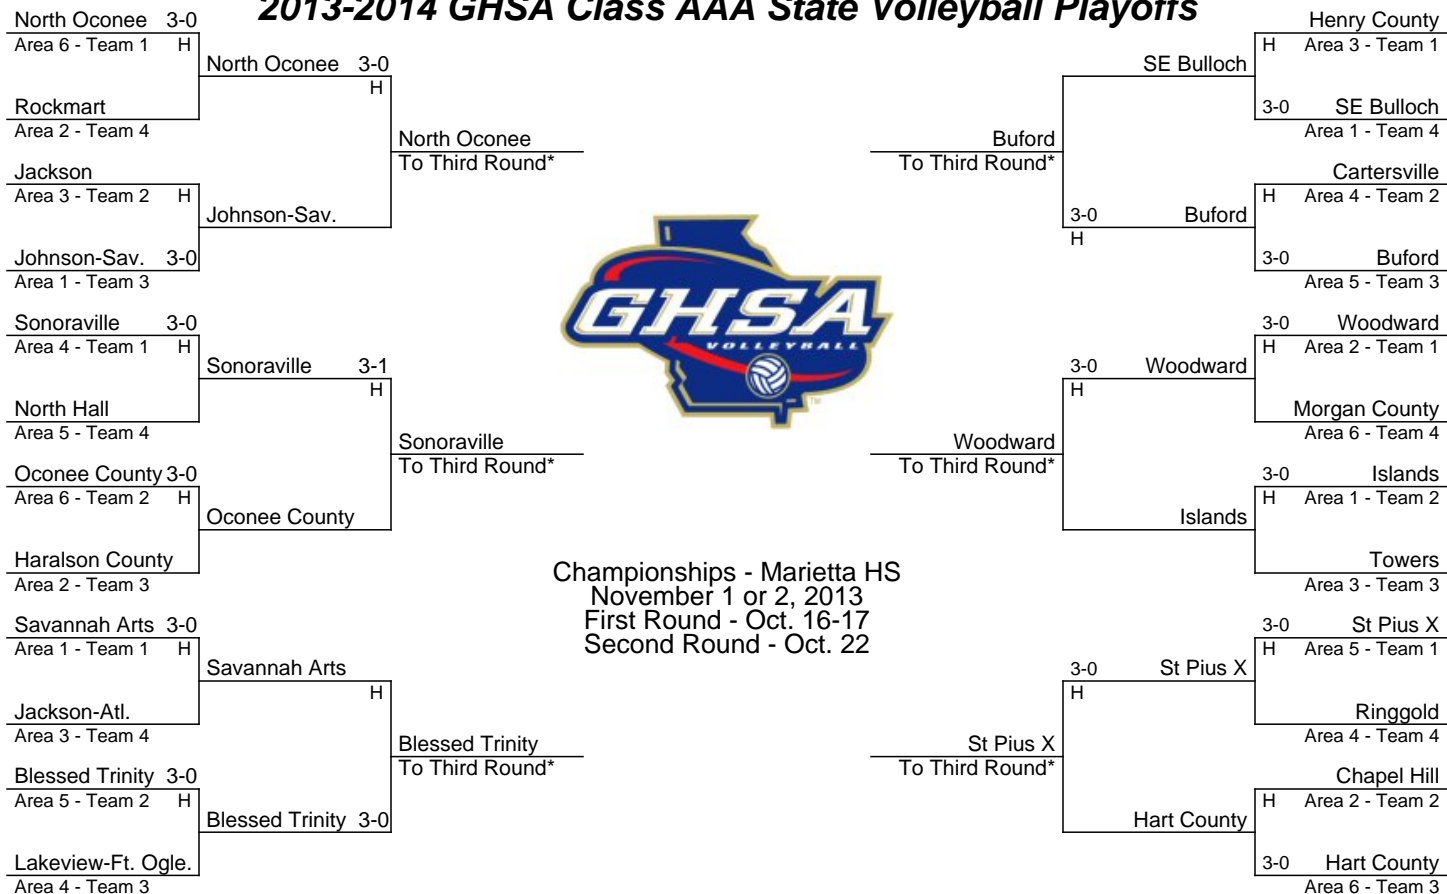 2013-2014 GHSA Class AAA State Volleyball Playoffs
North Oconee 3-0
Area 6 - Team 1 H
Rockmart
Area 2 - Team 4
Jackson
Area 3 - Team 2 H
Johnson-Sav. 3-0
Area 1 - Team 3
Sonoraville 3-0
Area 4 - Team 1 H
North Hall
Area 5 - Team 4
Oconee County 3-0
Area 6 - Team 2 H
Haralson County
Area 2 - Team 3
Savannah Arts 3-0
Area 1 - Team 1 H
Jackson-Atl.
Area 3 - Team 4
Blessed Trinity 3-0
Area 5 - Team 2 H
Lakeview-Ft. Ogle.
Area 4 - Team 3
North Oconee 3-0
H
Johnson-Sav.
Sonoraville 3-1
H
Oconee County
Savannah Arts
H
Blessed Trinity 3-0
North Oconee
To Third Round*
Sonoraville
To Third Round*
Blessed Trinity
To Third Round*
GHSA
VOLLEYBALL
TM
Championships - Marietta HS
November 1 or 2, 2013
First Round - Oct. 16-17
Second Round - Oct. 22
Buford
To Third Round*
Woodward
To Third Round*
St Pius X
To Third Round*
SE Bulloch
3-0 Buford
H
3-0 Woodward
H
Islands
3-0 St Pius X
H
Hart County
Henry County
H Area 3 - Team 1
3-0 SE Bulloch
Area 1 - Team 4
Cartersville
H Area 4 - Team 2
3-0 Buford
Area 5 - Team 3
3-0 Woodward
H Area 2 - Team 1
Morgan County
Area 6 - Team 4
3-0 Islands
H Area 1 - Team 2
Towers
Area 3 - Team 3
3-0 St Pius X
H Area 5 - Team 1
Ringgold
Area 4 - Team 4
Chapel Hill
H Area 2 - Team 2
3-0 Hart County
Area 6 - Team 3